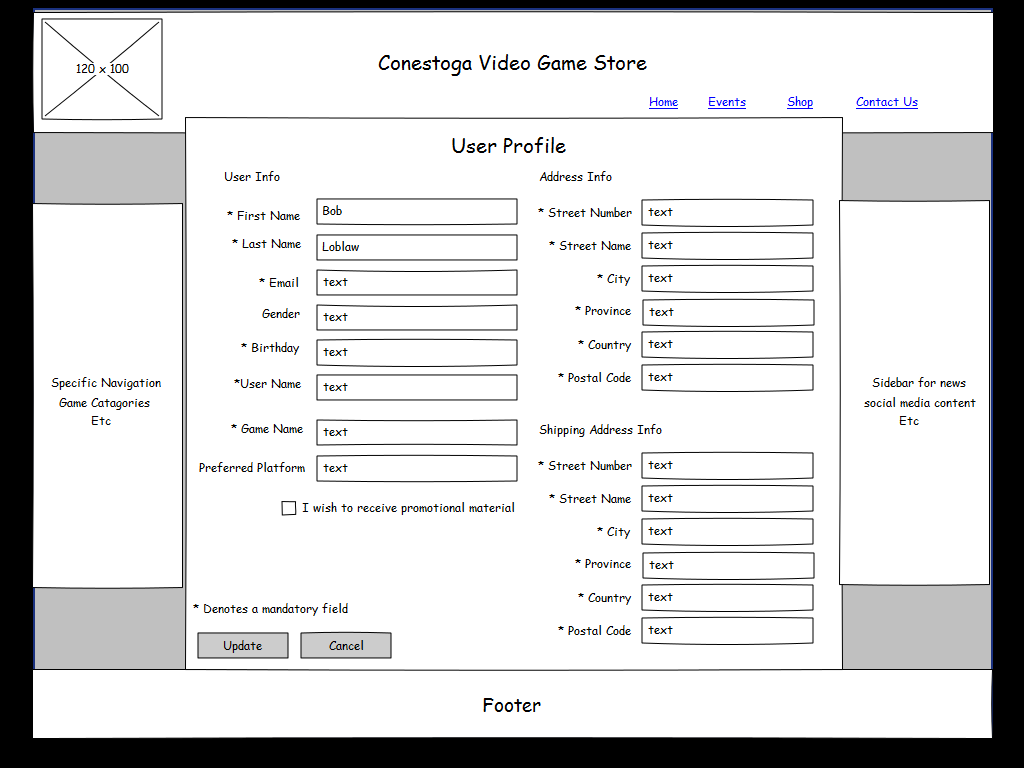 120 x 100
Conestoga Video Game Store
Home Events Shop Contact Us
User Profile
User Info
* First Name Bob
* Last Name Loblaw
* Email text
Gender text
* Birthday text
*User Name text
* Game Name text
Preferred Platform text
I wish to receive promotional material
* Denotes a mandatory field
Update Cancel
Address Info
* Street Number text
* Street Name text
* City text
* Province text
* Country text
* Postal Code text
Shipping Address Info
* Street Number text
* Street Name text
* City text
* Province text
* Country text
* Postal Code text
Specific Navigation
Game Catagories
Etc
Sidebar for news
social media content
Etc
Footer